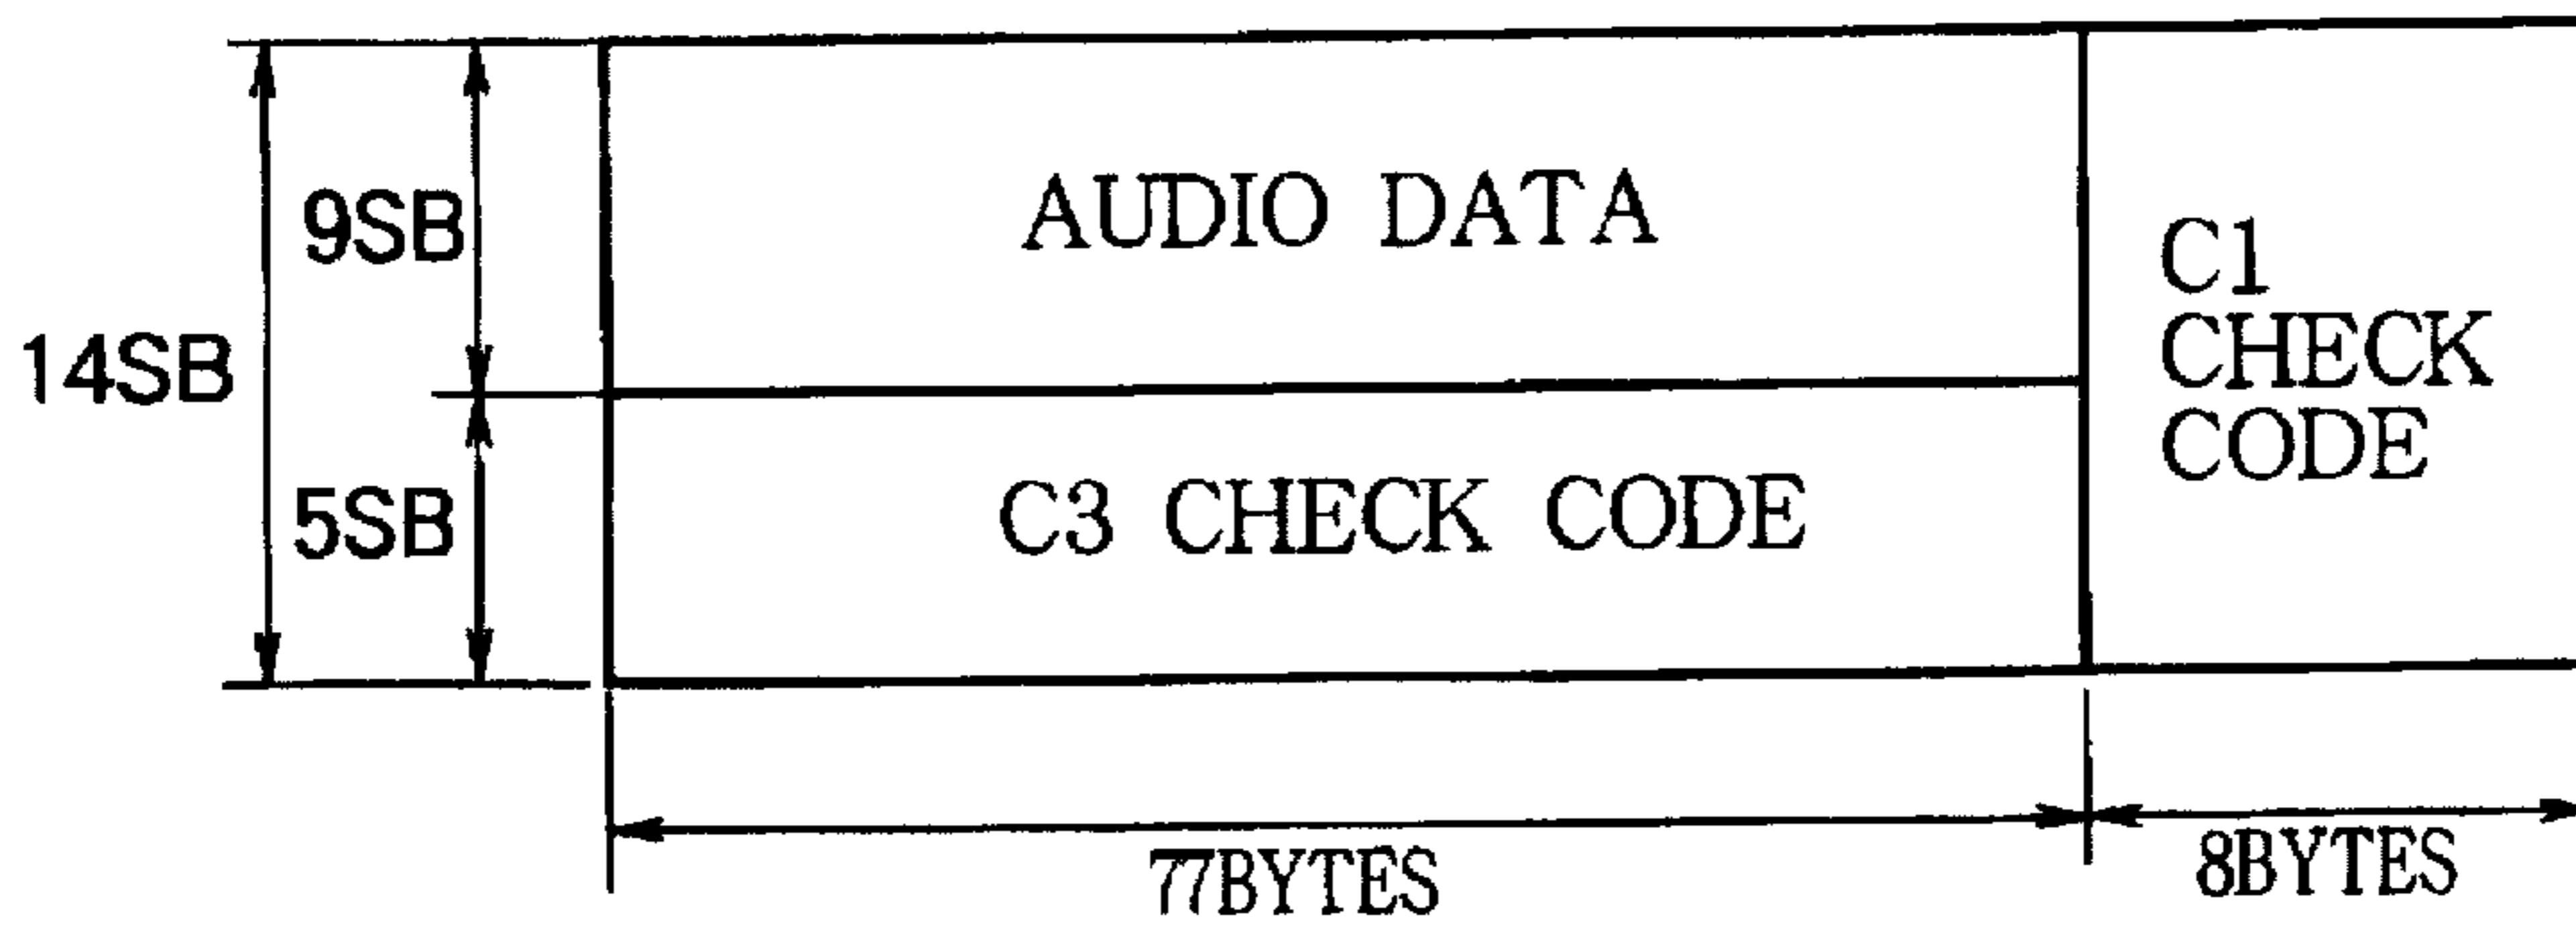 AUDIO DATA
9SB
C1
CHECK
CODE
14SB
5SB
C3 CHECK CODE
77BYTES
8BYTES